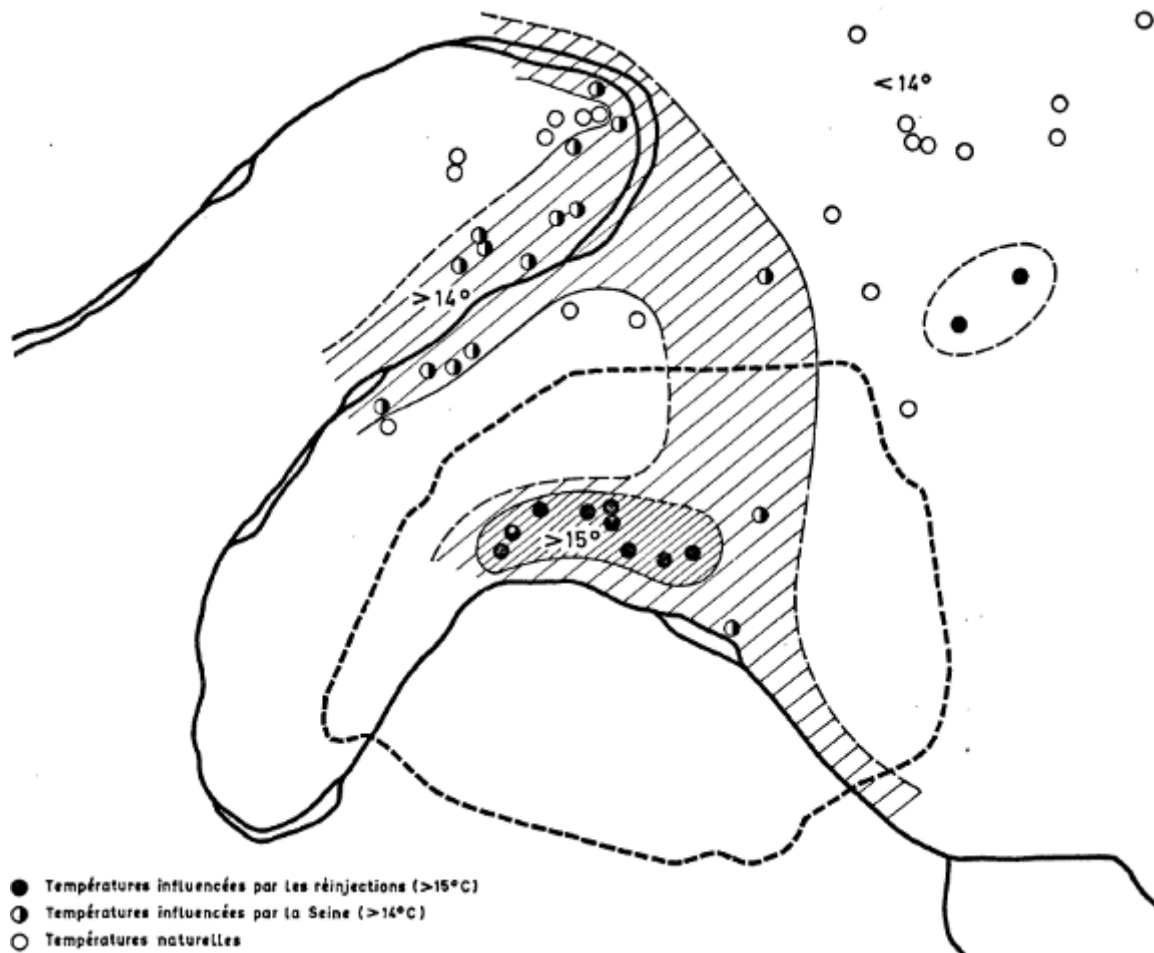 <14°
>14°
>15°
Températures influencées par les réinjections (>15°C)
Températures influencées par la Seine (>14°C)
Températures naturelles